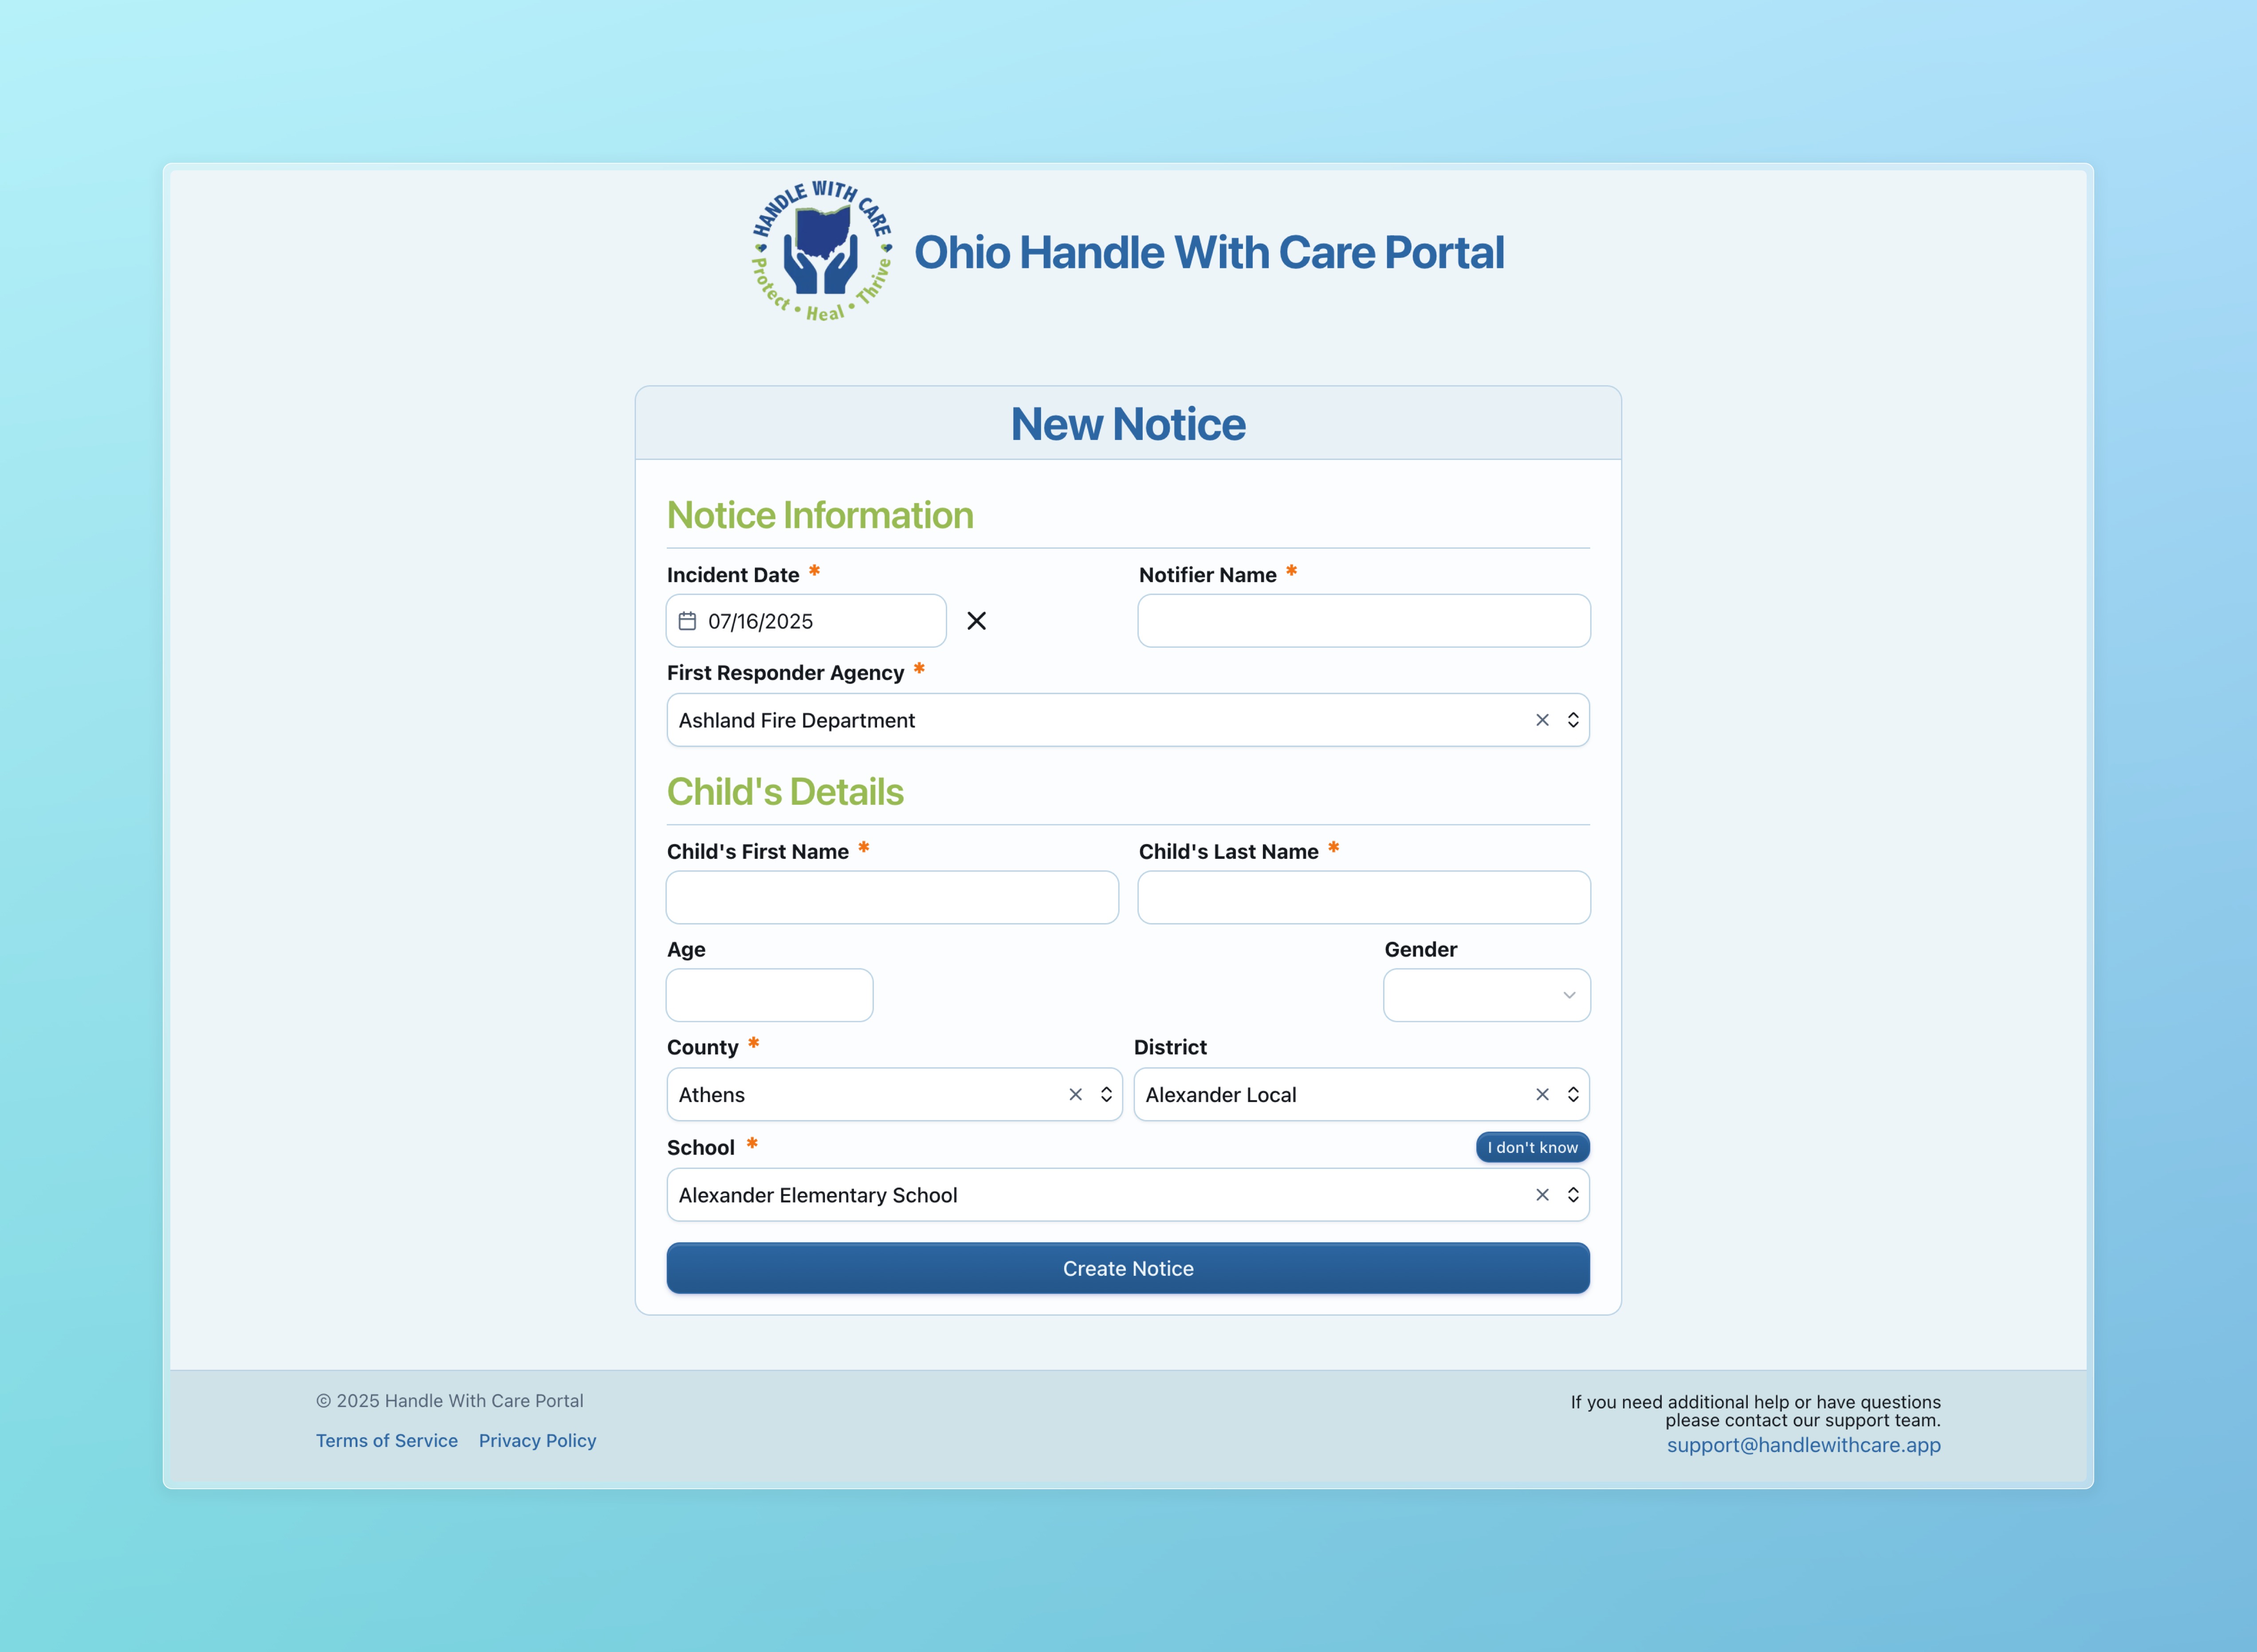 HANDLE WITH CARE
Protect • Heal • Thrive
Ohio Handle With Care Portal
New Notice
Notice Information
Incident Date *
Notifier Name *
07/16/2025
First Responder Agency *
Ashland Fire Department
Child's Details
Child's First Name *
Child's Last Name *
Age
Gender
County *
District
Athens
Alexander Local
School *
I don't know
Alexander Elementary School
Create Notice
© 2025 Handle With Care Portal
Terms of Service
Privacy Policy
If you need additional help or have questions
please contact our support team.
support@handlewithcare.app